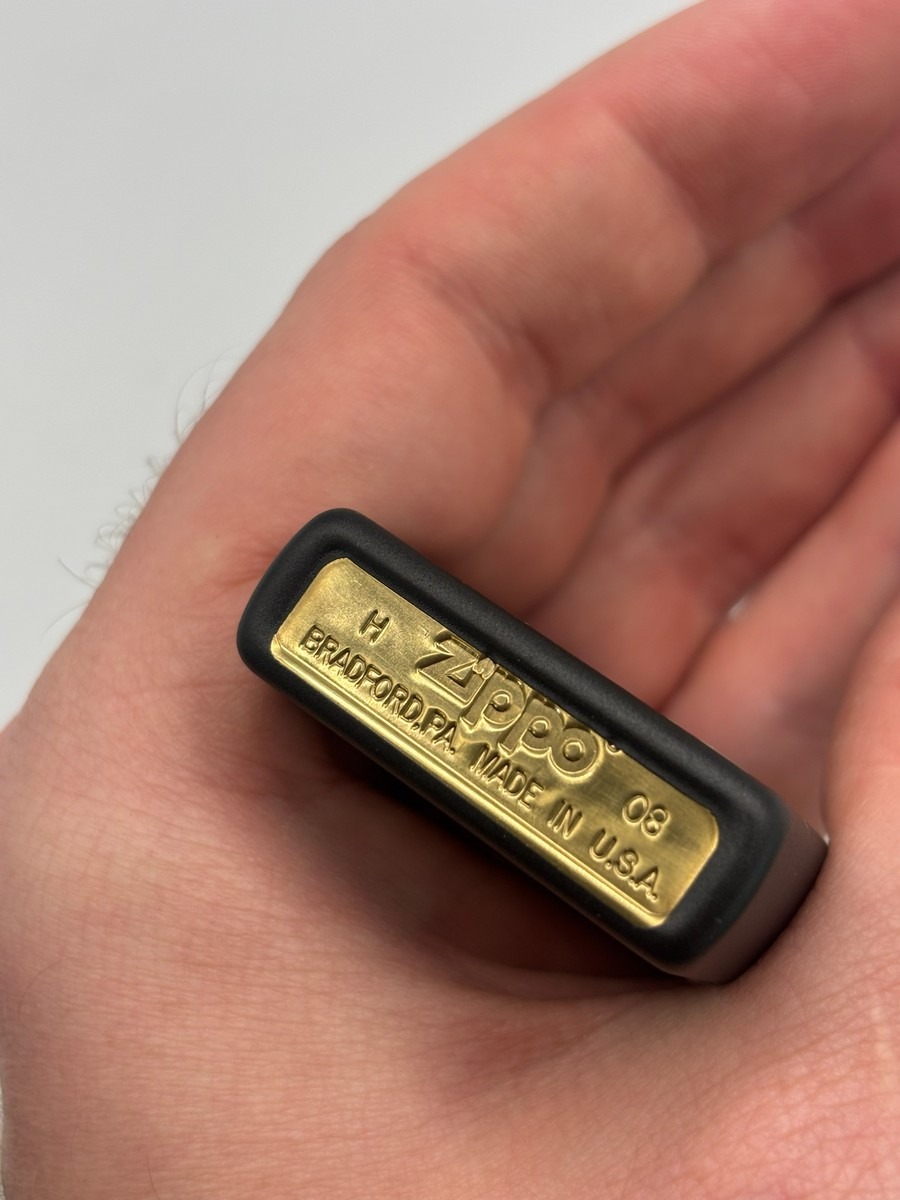 H Zippo® 08
BRADFORD,PA. MADE IN U.S.A.